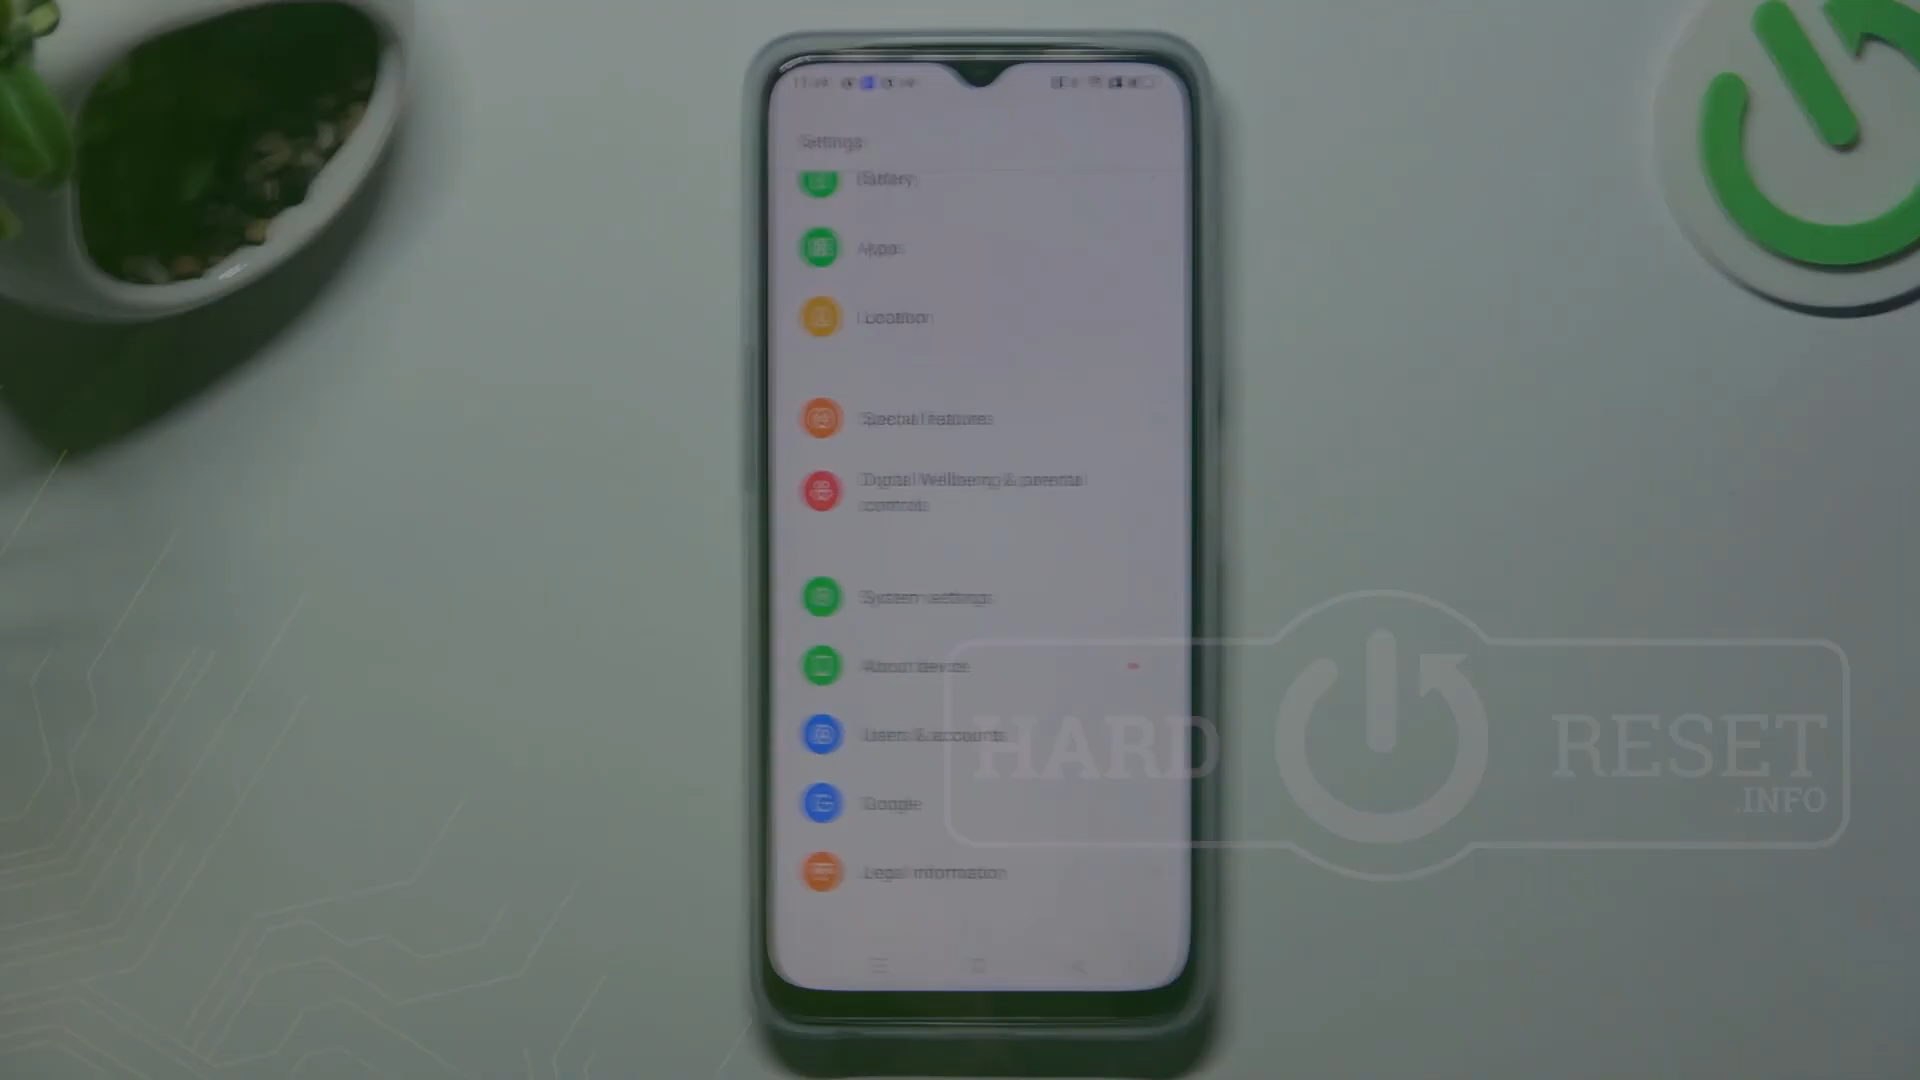 Settings
Battery
Apps
Location
Special features
Digital Wellbeing & parental
controls
System settings
About device
Users & accounts
Google
Legal information
HARD RESET
.INFO